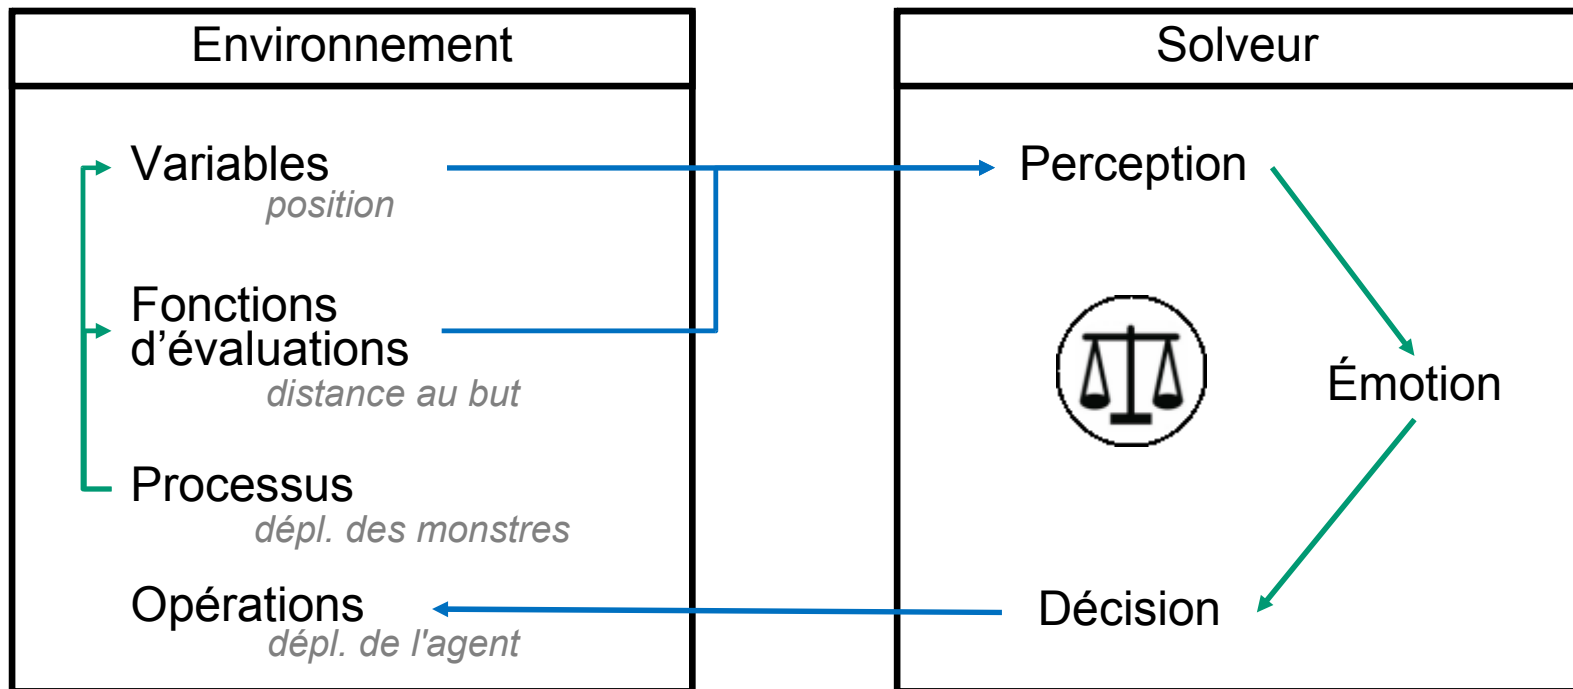 Environnement
Variables
position
Fonctions
d’évaluations
distance au but
Processus
dépl. des monstres
Opérations
dépl. de l'agent
Solveur
Perception
Émotion
Décision